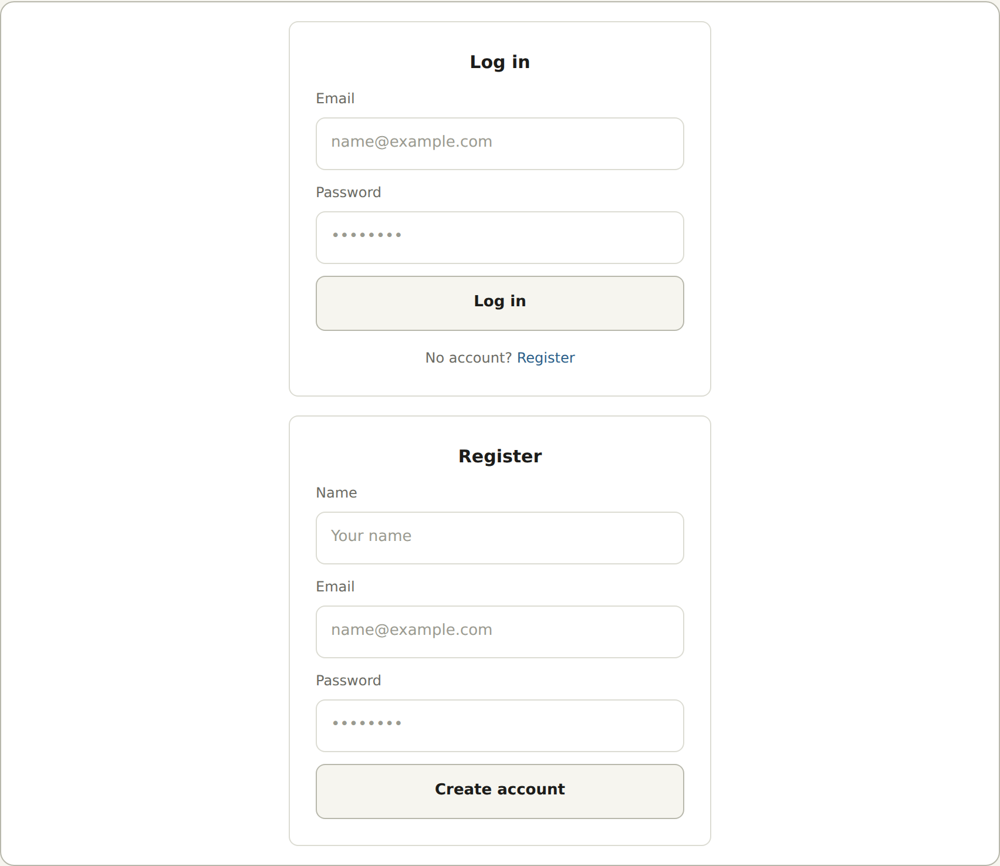 Log in
Email
name@example.com
Password
••••••••
Log in
No account? Register
Register
Name
Your name
Email
name@example.com
Password
••••••••
Create account